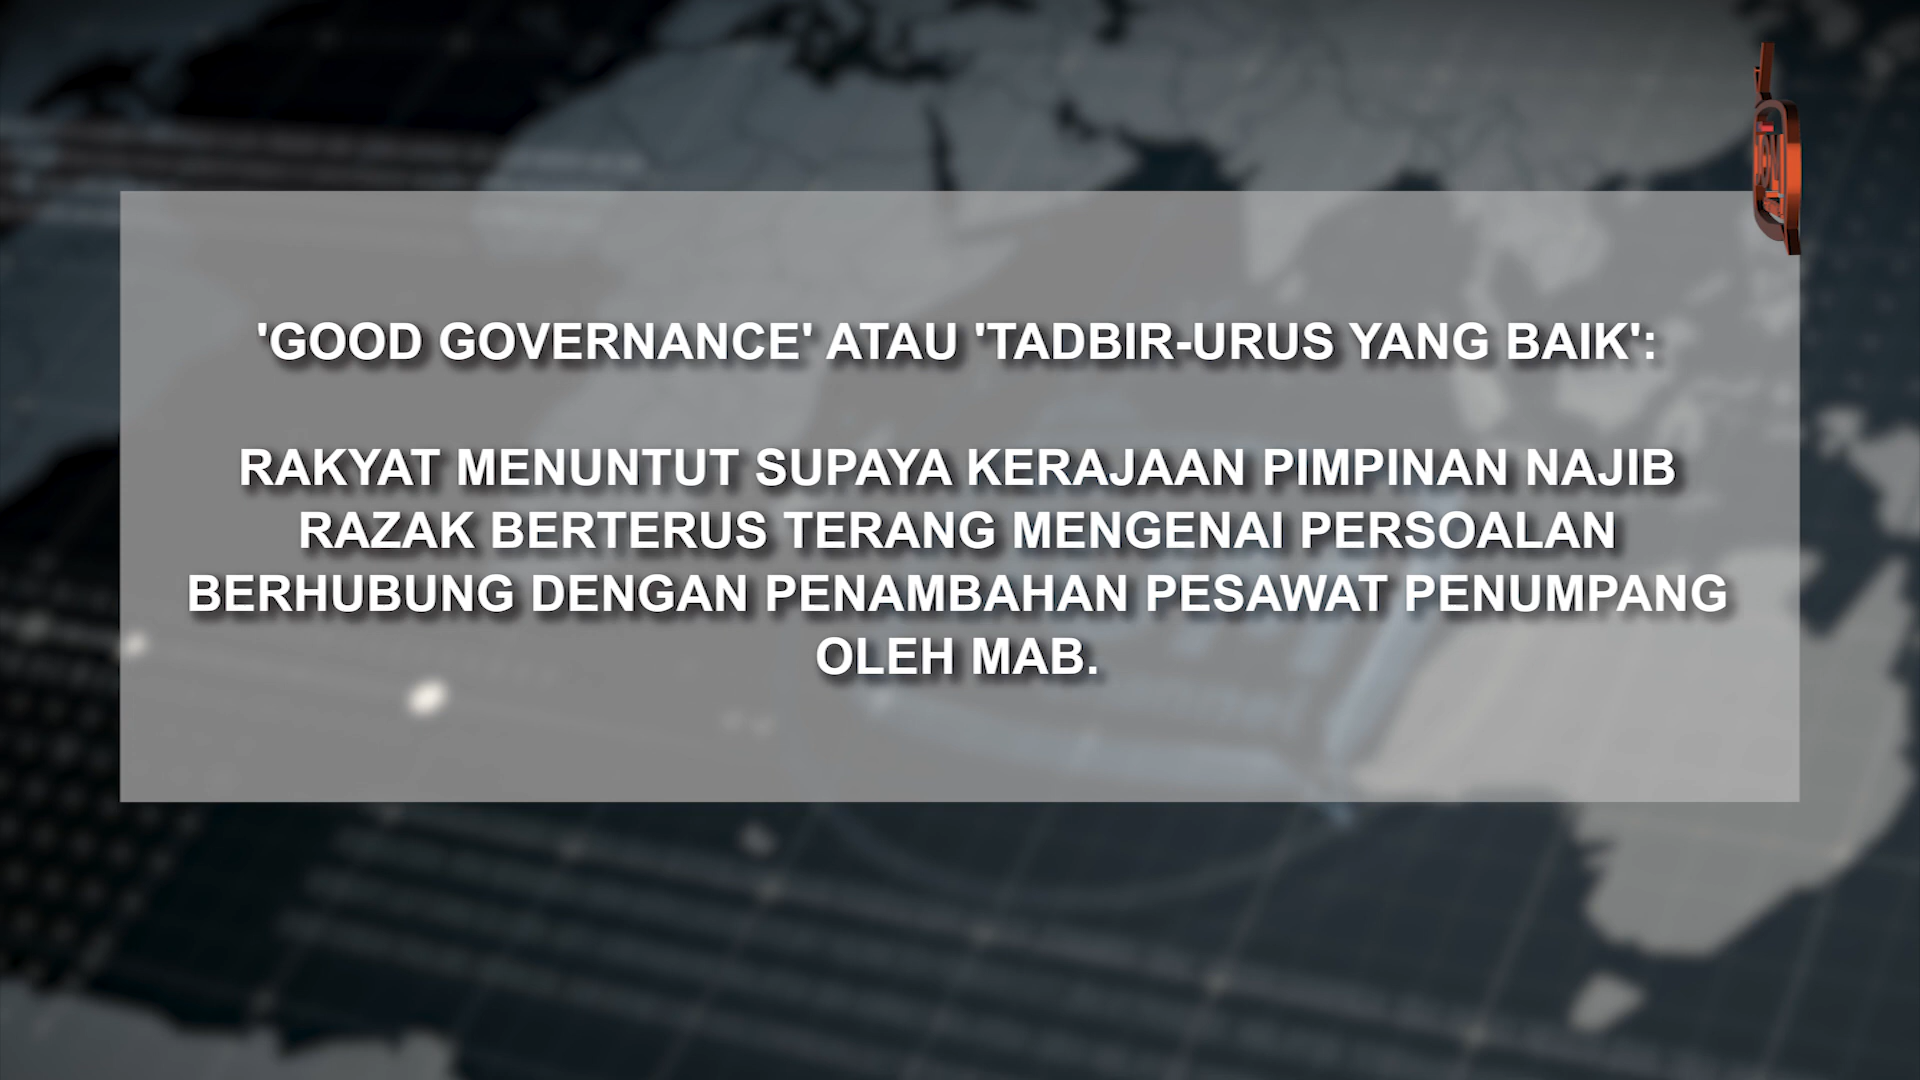 'GOOD GOVERNANCE' ATAU 'TADBIR-URUS YANG BAIK':
RAKYAT MENUNTUT SUPAYA KERAJAAN PIMPINAN NAJIB
RAZAK BERTERUS TERANG MENGENAI PERSOALAN
BERHUBUNG DENGAN PENAMBAHAN PESAWAT PENUMPANG
OLEH MAB.